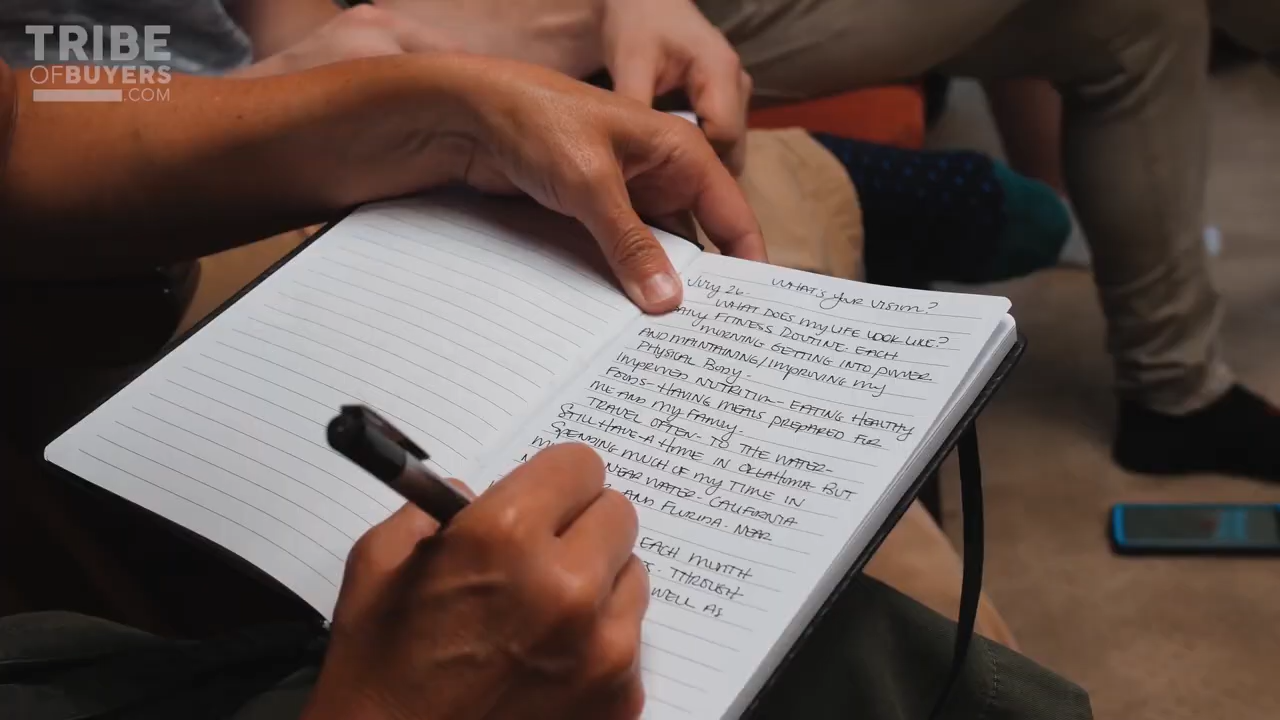 TRIBE
OF BUYERS
.COM
July 26. WHAT'S your VISION?
WHAT DOES my LIFE LOOK LIKE?
FITNESS ROUTINE. EACH
MORNING GETTING INTO POWER
AND MAINTAINING/IMPROVING my
PHYSICAL BODY.
IMPROVED NUTRITION - EATING HEALTHY
FOODS - HAVING MEALS PREPARED FOR
ME AND my FAMILY.
TRAVEL OFTEN - TO THE WATER -
STILL HAVE A HOME IN OKLAHOMA BUT
SPENDING MUCH OF my TIME IN
NEAR WATER - CALIFORNIA
AND FLORIDA - NEAR
EACH MONTH
THROUGH
WELL AS